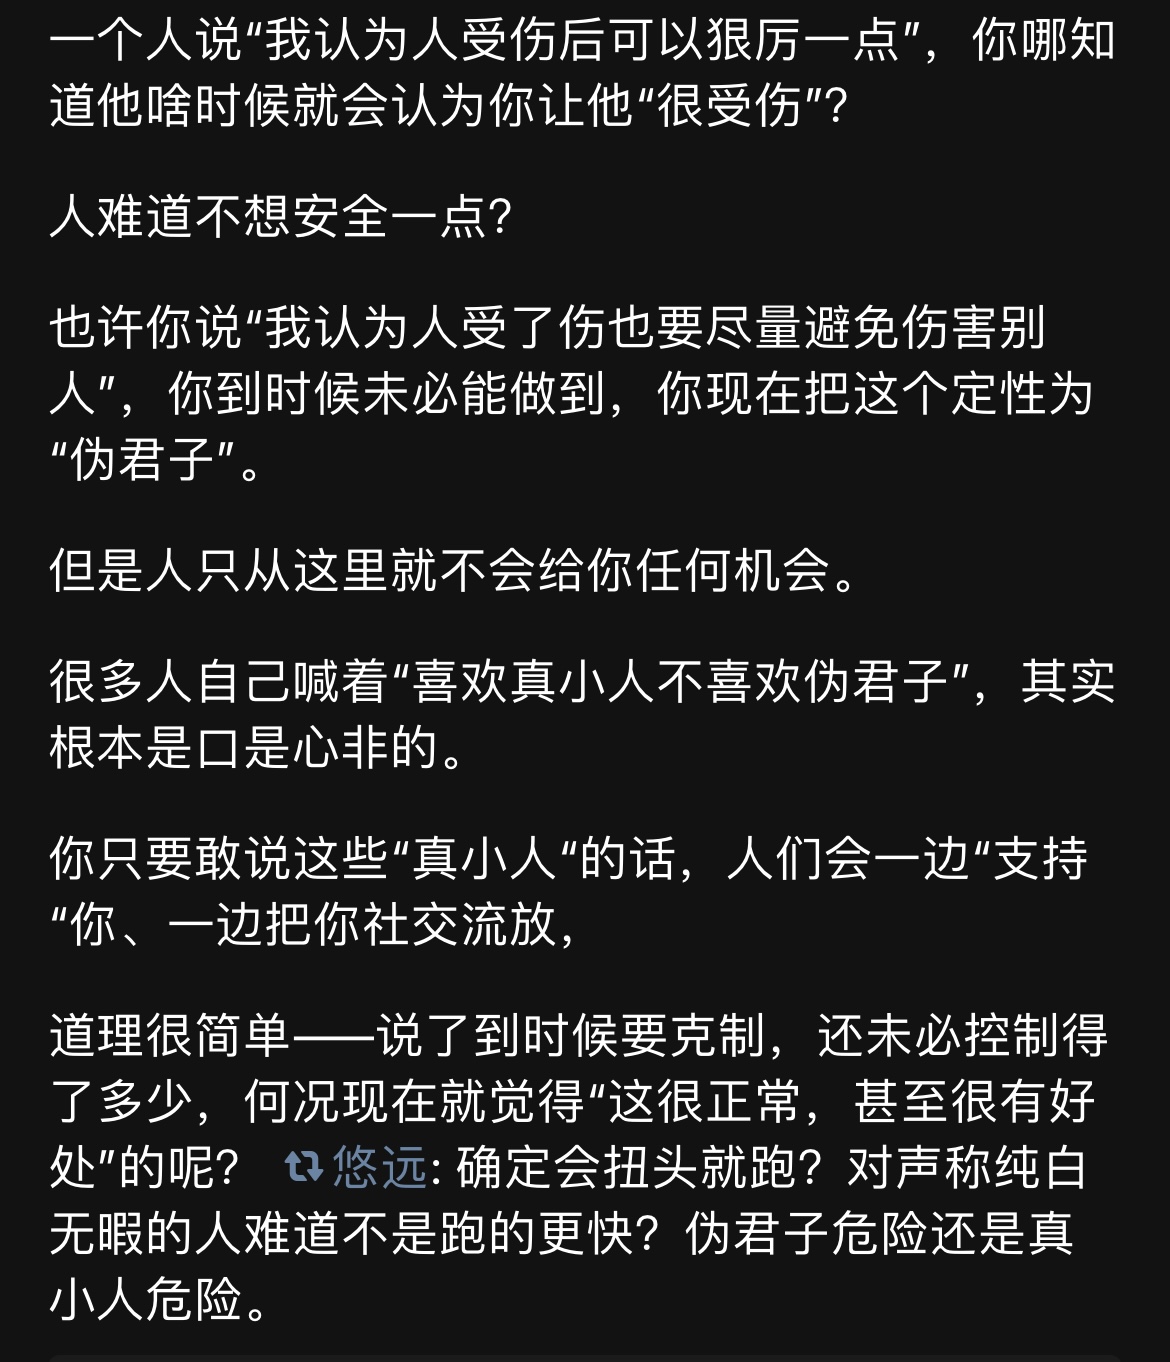 一个人说“我认为人受伤后可以狠厉一点”，你哪知
道他啥时候就会认为你让他“很受伤”？
人难道不想安全一点？
也许你说“我认为人受了伤也要尽量避免伤害别
人”，你到时候未必能做到，你现在把这个定性为
“伪君子”。
但是人只从这里就不会给你任何机会。
很多人自己喊着“喜欢真小人不喜欢伪君子”，其实
根本是口是心非的。
你只要敢说这些“真小人“的话，人们会一边“支持
“你、一边把你社交流放，
道理很简单——说了到时候要克制，还未必控制得
了多少，何况现在就觉得“这很正常，甚至很有好
处”的呢？ 悠远: 确定会扭头就跑？对声称纯白
无暇的人难道不是跑的更快？伪君子危险还是真
小人危险。